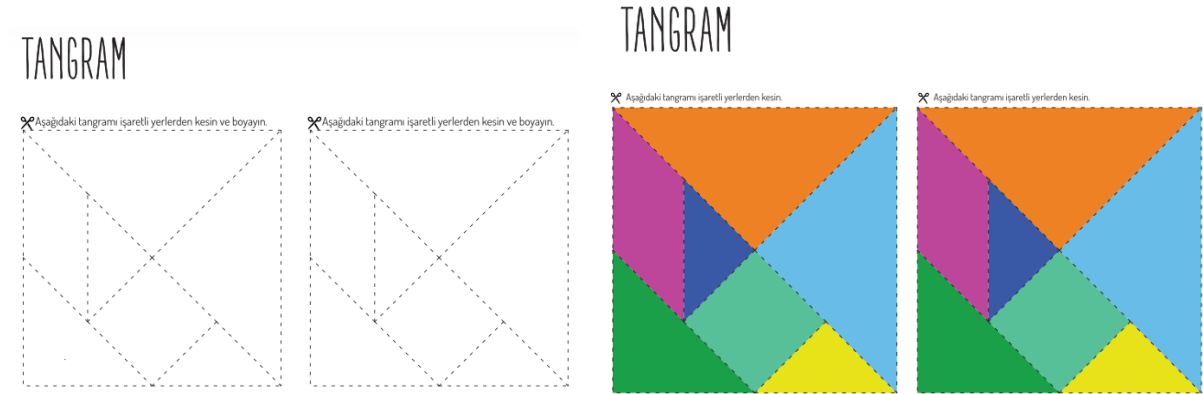 TANGRAM
Aşağıdaki tangramı işaretli yerlerden kesin ve boyayın.
Aşağıdaki tangramı işaretli yerlerden kesin ve boyayın.
TANGRAM
Aşağıdaki tangramı işaretli yerlerden kesin.
Aşağıdaki tangramı işaretli yerlerden kesin.